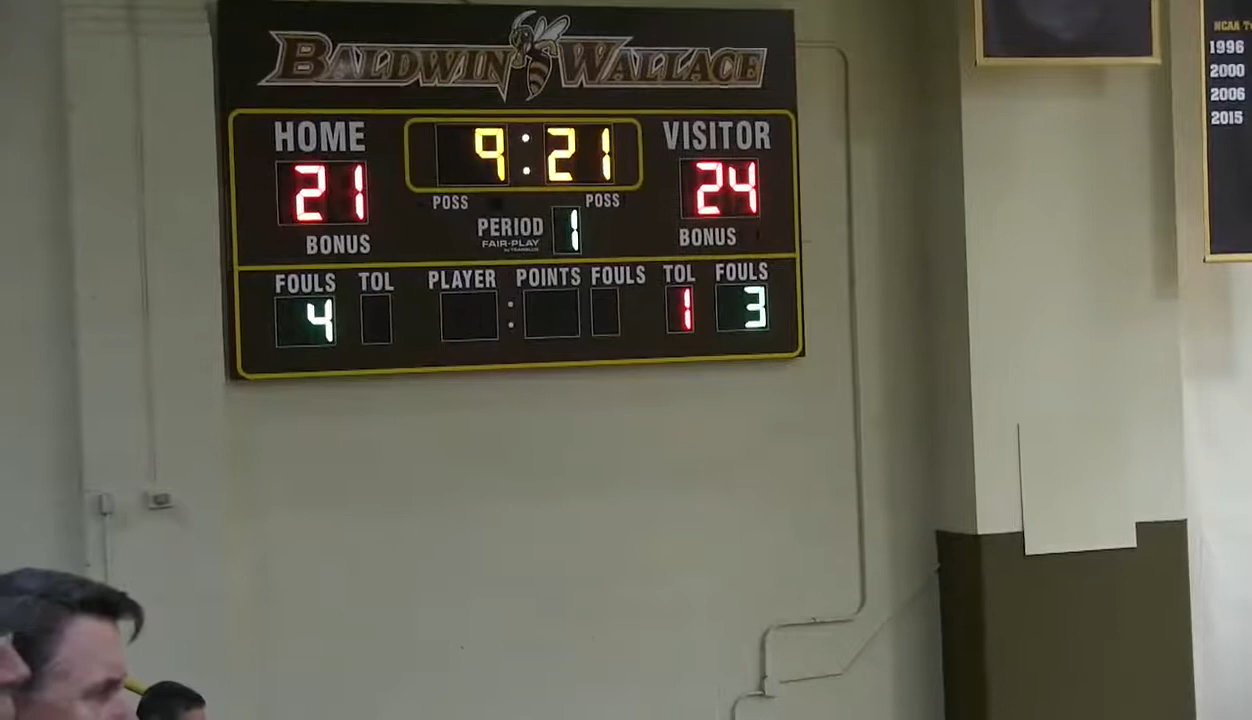 BALDWIN WALLACE
HOME 9:21 VISITOR
21 24
POSS POSS
PERIOD 1
FAIR-PLAY
BONUS BONUS
FOULS TOL PLAYER POINTS FOULS TOL FOULS
4 : 1 3
1996
2000
2006
2015